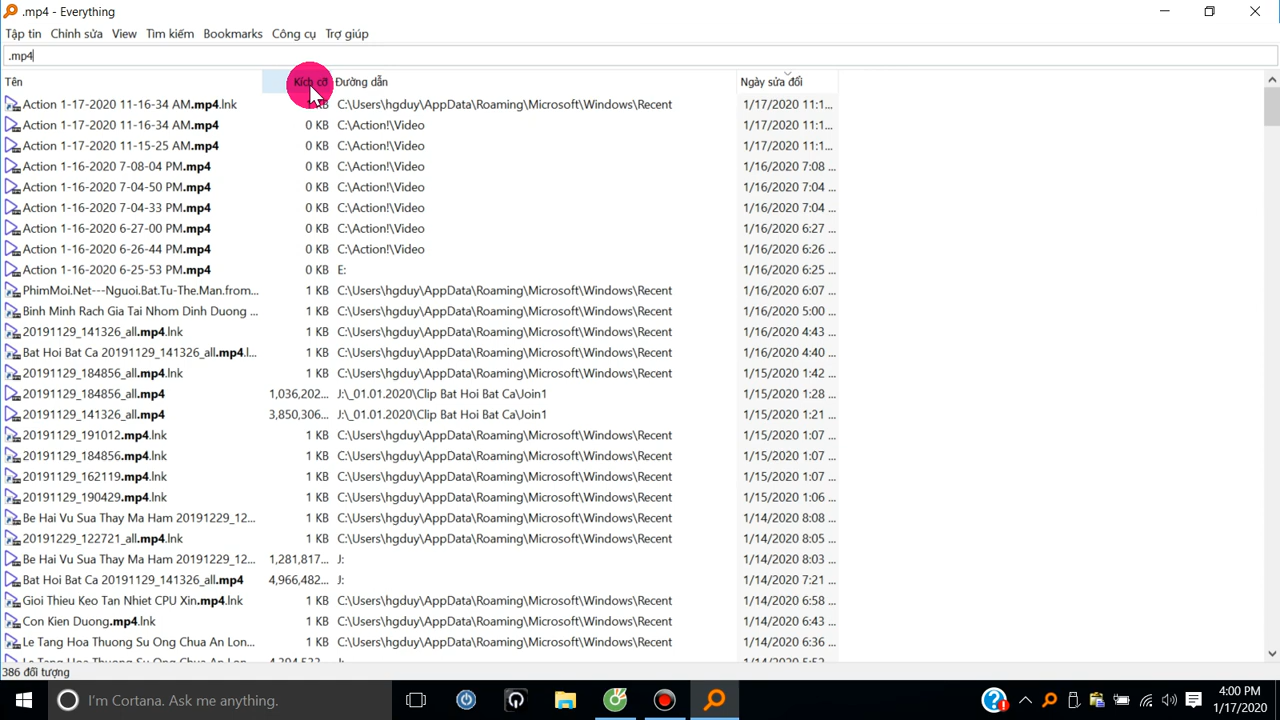 .mp4 - Everything
Tập tin Chỉnh sửa View Tìm kiếm Bookmarks Công cụ Trợ giúp
.mp4
Tên Kích cỡ Đường dẫn Ngày sửa đổi
Action 1-17-2020 11-16-34 AM.mp4.lnk 1 KB C:\Users\hgduy\AppData\Roaming\Microsoft\Windows\Recent 1/17/2020 11:1...
Action 1-17-2020 11-16-34 AM.mp4 0 KB C:\Action!\Video 1/17/2020 11:1...
Action 1-17-2020 11-15-25 AM.mp4 0 KB C:\Action!\Video 1/17/2020 11:1...
Action 1-16-2020 7-08-04 PM.mp4 0 KB C:\Action!\Video 1/16/2020 7:08 ...
Action 1-16-2020 7-04-50 PM.mp4 0 KB C:\Action!\Video 1/16/2020 7:04 ...
Action 1-16-2020 7-04-33 PM.mp4 0 KB C:\Action!\Video 1/16/2020 7:04 ...
Action 1-16-2020 6-27-00 PM.mp4 0 KB C:\Action!\Video 1/16/2020 6:27 ...
Action 1-16-2020 6-26-44 PM.mp4 0 KB C:\Action!\Video 1/16/2020 6:26 ...
Action 1-16-2020 6-25-53 PM.mp4 0 KB E: 1/16/2020 6:25 ...
PhimMoi.Net---Nguoi.Bat.Tu-The.Man.from... 1 KB C:\Users\hgduy\AppData\Roaming\Microsoft\Windows\Recent 1/16/2020 6:07 ...
Binh Minh Rach Gia Tai Nhom Dinh Duong ... 1 KB C:\Users\hgduy\AppData\Roaming\Microsoft\Windows\Recent 1/16/2020 5:00 ...
20191129_141326_all.mp4.lnk 1 KB C:\Users\hgduy\AppData\Roaming\Microsoft\Windows\Recent 1/16/2020 4:43 ...
Bat Hoi Bat Ca 20191129_141326_all.mp4.l... 1 KB C:\Users\hgduy\AppData\Roaming\Microsoft\Windows\Recent 1/16/2020 4:40 ...
20191129_184856_all.mp4.lnk 1 KB C:\Users\hgduy\AppData\Roaming\Microsoft\Windows\Recent 1/15/2020 1:42 ...
20191129_184856_all.mp4 1,036,202... J:\_01.01.2020\Clip Bat Hoi Bat Ca\Join1 1/15/2020 1:28 ...
20191129_141326_all.mp4 3,850,306... J:\_01.01.2020\Clip Bat Hoi Bat Ca\Join1 1/15/2020 1:21 ...
20191129_191012.mp4.lnk 1 KB C:\Users\hgduy\AppData\Roaming\Microsoft\Windows\Recent 1/15/2020 1:07 ...
20191129_184856.mp4.lnk 1 KB C:\Users\hgduy\AppData\Roaming\Microsoft\Windows\Recent 1/15/2020 1:07 ...
20191129_162119.mp4.lnk 1 KB C:\Users\hgduy\AppData\Roaming\Microsoft\Windows\Recent 1/15/2020 1:07 ...
20191129_190429.mp4.lnk 1 KB C:\Users\hgduy\AppData\Roaming\Microsoft\Windows\Recent 1/15/2020 1:06 ...
Be Hai Vu Sua Thay Ma Ham 20191229_12... 1 KB C:\Users\hgduy\AppData\Roaming\Microsoft\Windows\Recent 1/14/2020 8:08 ...
20191229_122721_all.mp4.lnk 1 KB C:\Users\hgduy\AppData\Roaming\Microsoft\Windows\Recent 1/14/2020 8:05 ...
Be Hai Vu Sua Thay Ma Ham 20191229_12... 1,281,817... J: 1/14/2020 8:03 ...
Bat Hoi Bat Ca 20191129_141326_all.mp4 4,966,482... J: 1/14/2020 7:21 ...
Gioi Thieu Keo Tan Nhiet CPU Xin.mp4.lnk 1 KB C:\Users\hgduy\AppData\Roaming\Microsoft\Windows\Recent 1/14/2020 6:58 ...
Con Kien Duong.mp4.lnk 1 KB C:\Users\hgduy\AppData\Roaming\Microsoft\Windows\Recent 1/14/2020 6:43 ...
Le Tang Hoa Thuong Su Ong Chua An Lon... 1 KB C:\Users\hgduy\AppData\Roaming\Microsoft\Windows\Recent 1/14/2020 6:36 ...
Le Tang Hoa Thuong Su Ong Chua An Lon...
386 đối tượng
I'm Cortana. Ask me anything. 4:00 PM
1/17/2020